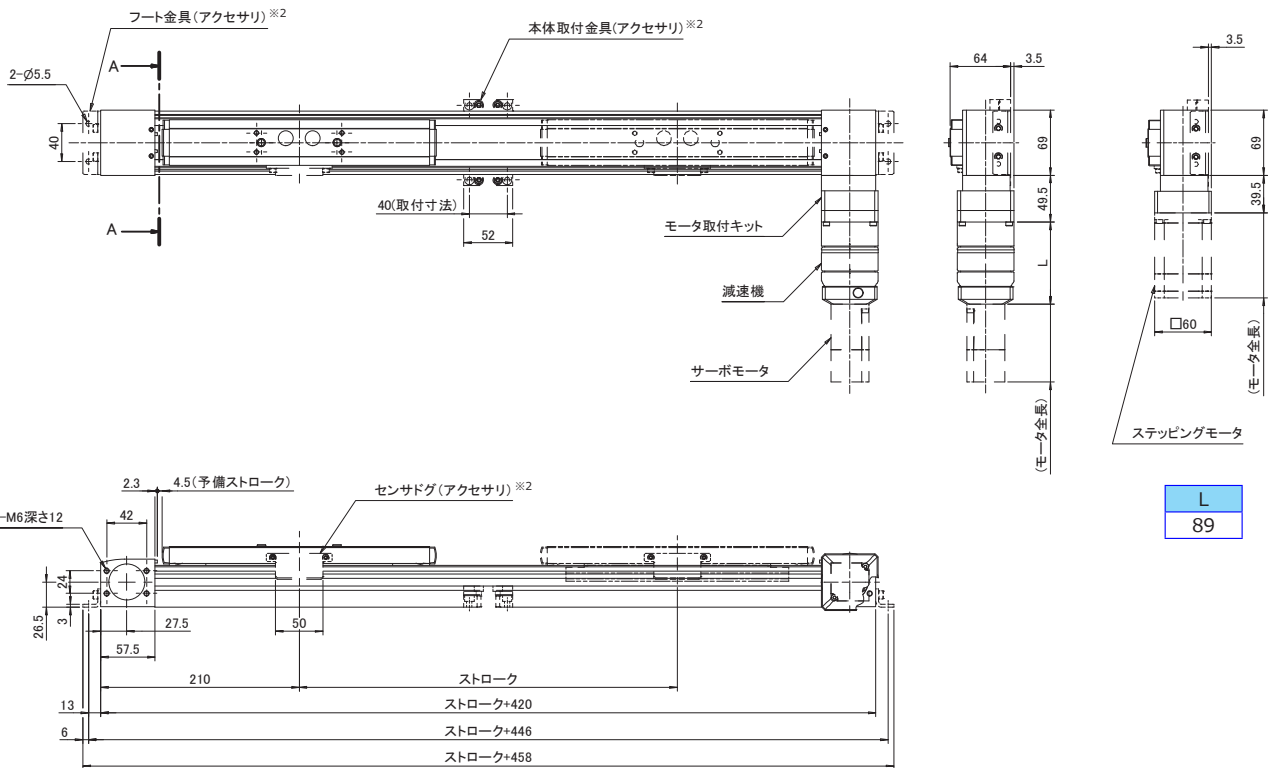 フート金具(アクセサリ)※2
本体取付金具(アクセサリ)※2
A
2-Ø5.5
40
A
40(取付寸法)
52
モータ取付キット
減速機
サーボモータ
64
3.5
69
49.5
L
(モータ全長)
3.5
69
39.5
□60
(モータ全長)
ステッピングモータ
L
89
2.3
4.5(予備ストローク)
センサドグ(アクセサリ)※2
-M6深さ12
42
24
26.5
3
27.5
57.5
50
210
ストローク
13
ストローク+420
6
ストローク+446
ストローク+458